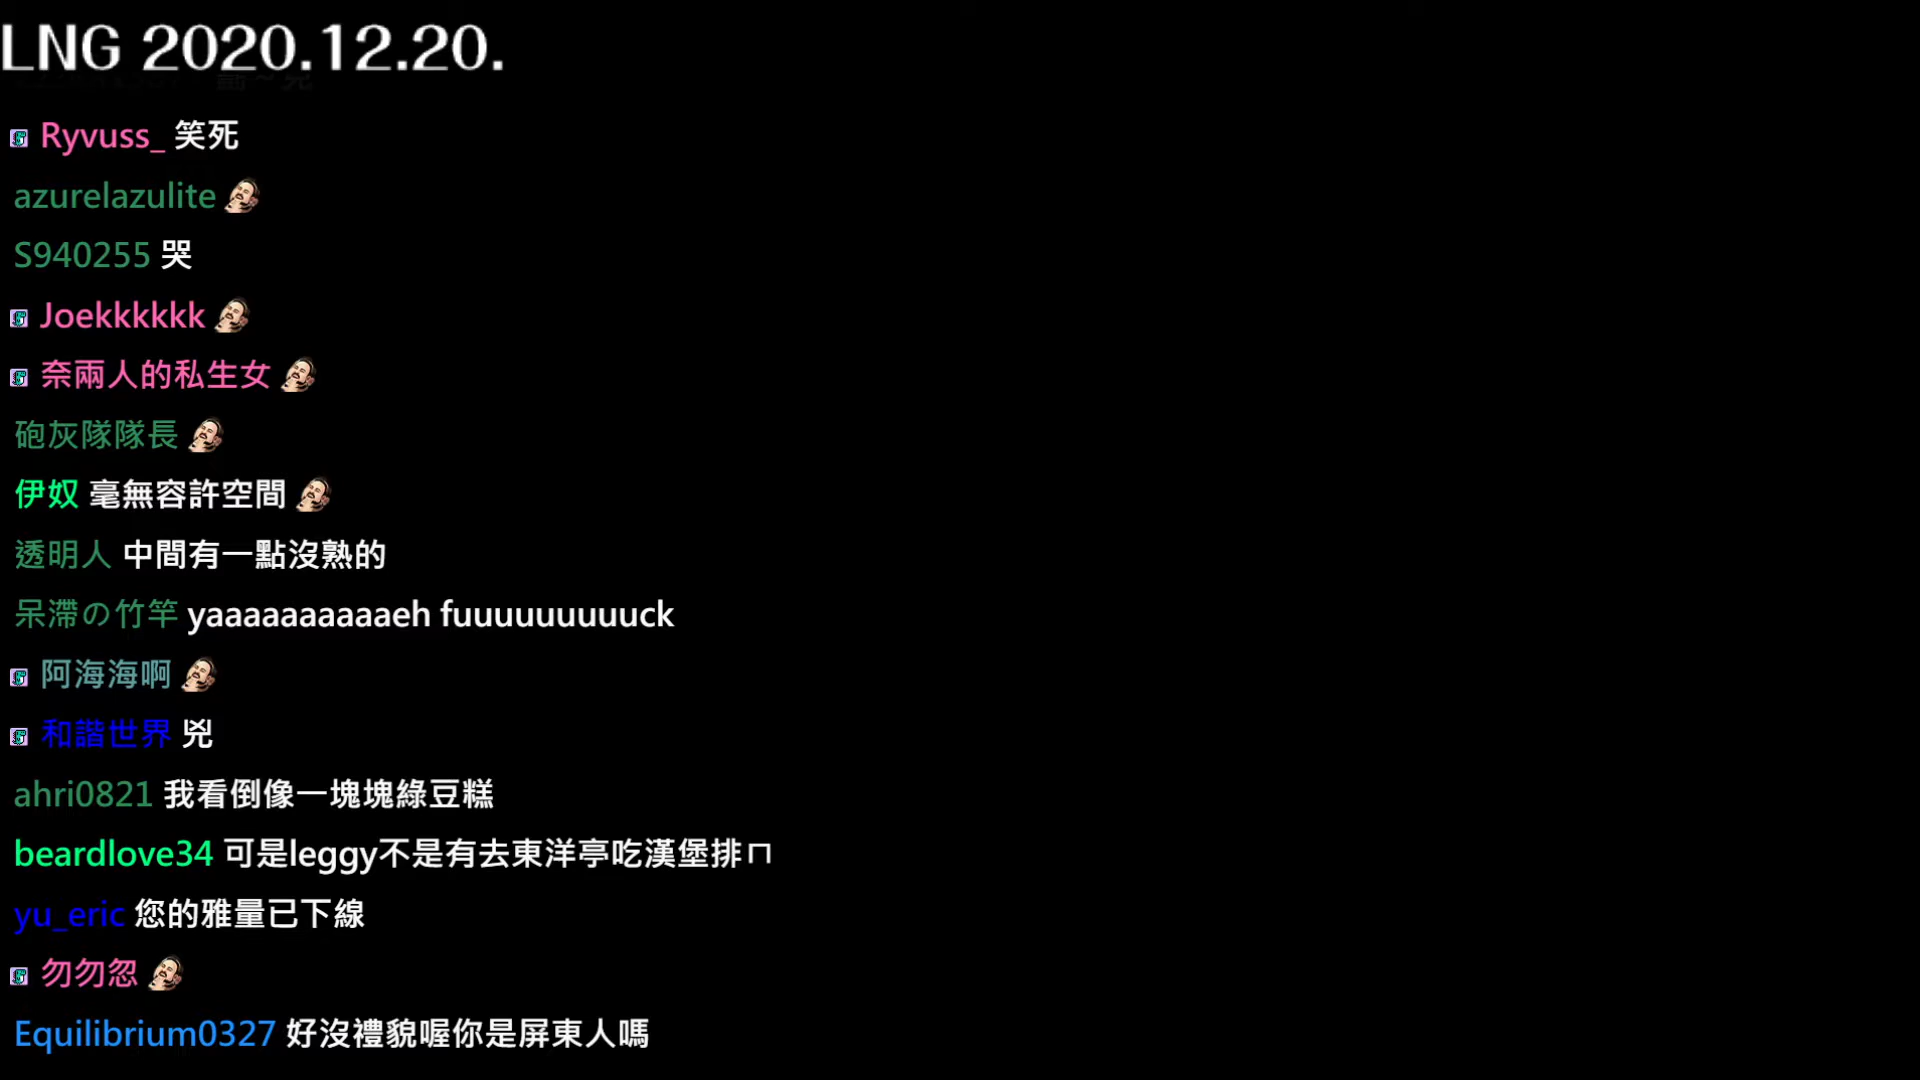 LNG 2020.12.20.
Ryvuss_ 笑死
azurelazulite
S940255 哭
Joekkkkkk
奈兩人的私生女
砲灰隊隊長
伊奴 毫無容許空間
透明人 中間有一點沒熟的
呆滯の竹竿 yaaaaaaaaaaeh fuuuuuuuuuck
阿海海啊
和諧世界 兇
ahri0821 我看倒像一塊塊綠豆糕
beardlove34 可是leggy不是有去東洋亭吃漢堡排ㄇ
yu_eric 您的雅量已下線
勿勿忽
Equilibrium0327 好沒禮貌喔你是屏東人嗎